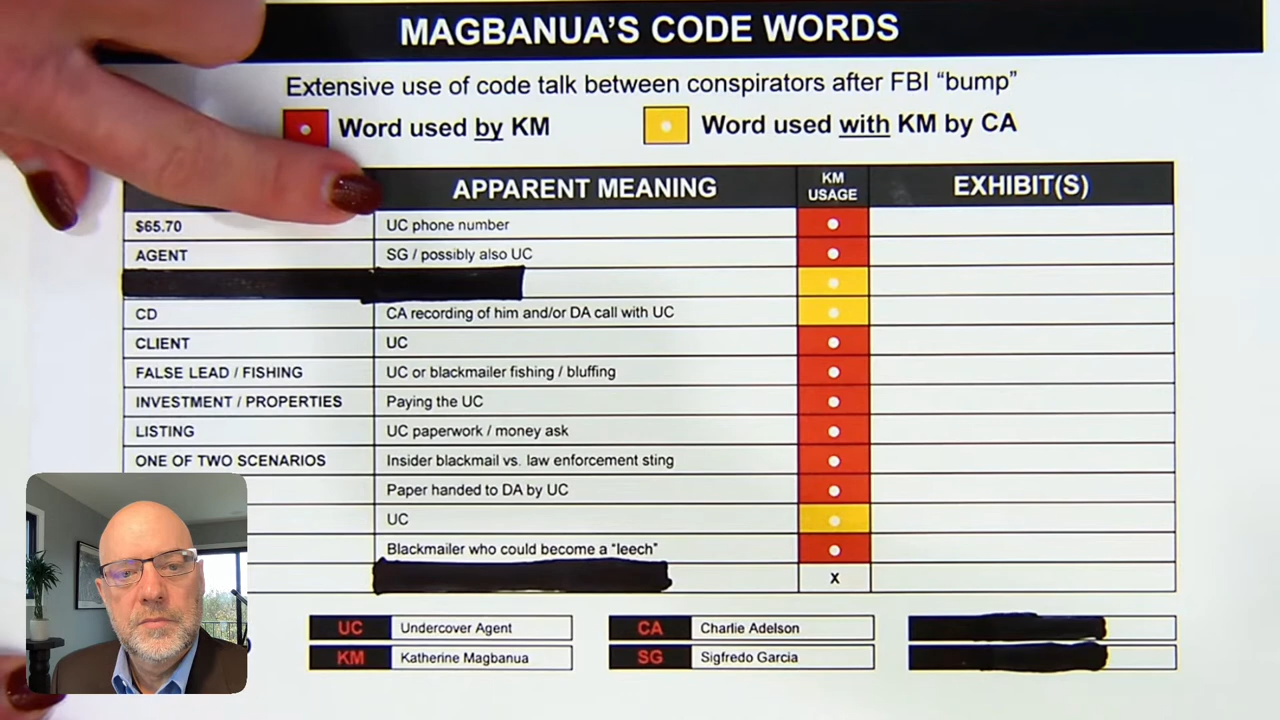 MAGBANUA'S CODE WORDS
Extensive use of code talk between conspirators after FBI "bump"
Word used by KM
Word used with KM by CA
APPARENT MEANING
KM USAGE
EXHIBIT(S)
$65.70 UC phone number
AGENT SG / possibly also UC
CD CA recording of him and/or DA call with UC
CLIENT UC
FALSE LEAD / FISHING UC or blackmailer fishing / bluffing
INVESTMENT / PROPERTIES Paying the UC
LISTING UC paperwork / money ask
ONE OF TWO SCENARIOS Insider blackmail vs. law enforcement sting
Paper handed to DA by UC
UC
Blackmailer who could become a "leech"
X
UC Undercover Agent CA Charlie Adelson
KM Katherine Magbanua SG Sigfredo Garcia